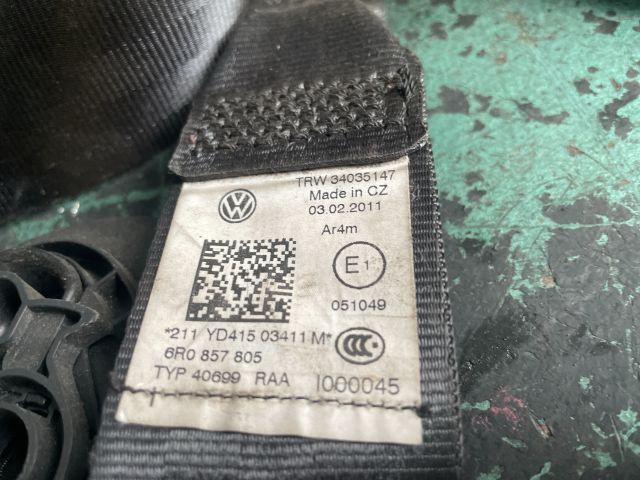 TRW 34035147
Made in CZ
03.02.2011
Ar4m
E1
051049
*211 YD415 03411 M*
6R0 857 805
TYP 40699 RAA I000045